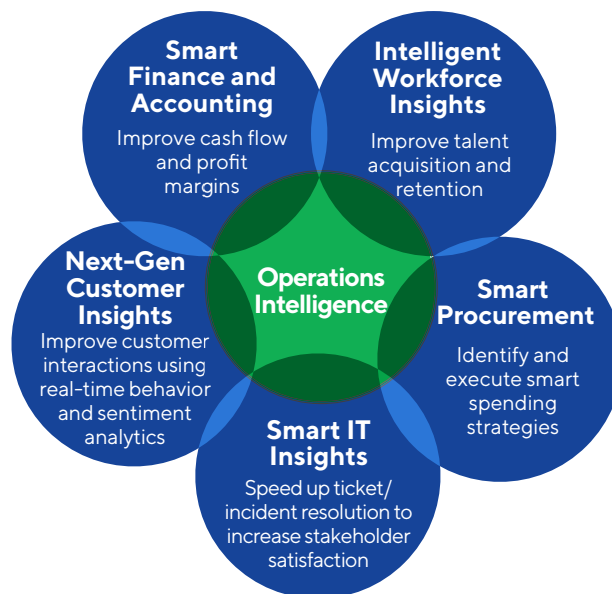 Smart
Finance and
Accounting
Improve cash flow
and profit
margins
Intelligent
Workforce
Insights
Improve talent
acquisition and
retention
Next-Gen
Customer
Insights
Improve customer
interactions using
real-time behavior
and sentiment
analytics
Operations
Intelligence
Smart
Procurement
Identify and
execute smart
spending
strategies
Smart IT
Insights
Speed up ticket/
incident resolution to
increase stakeholder
satisfaction